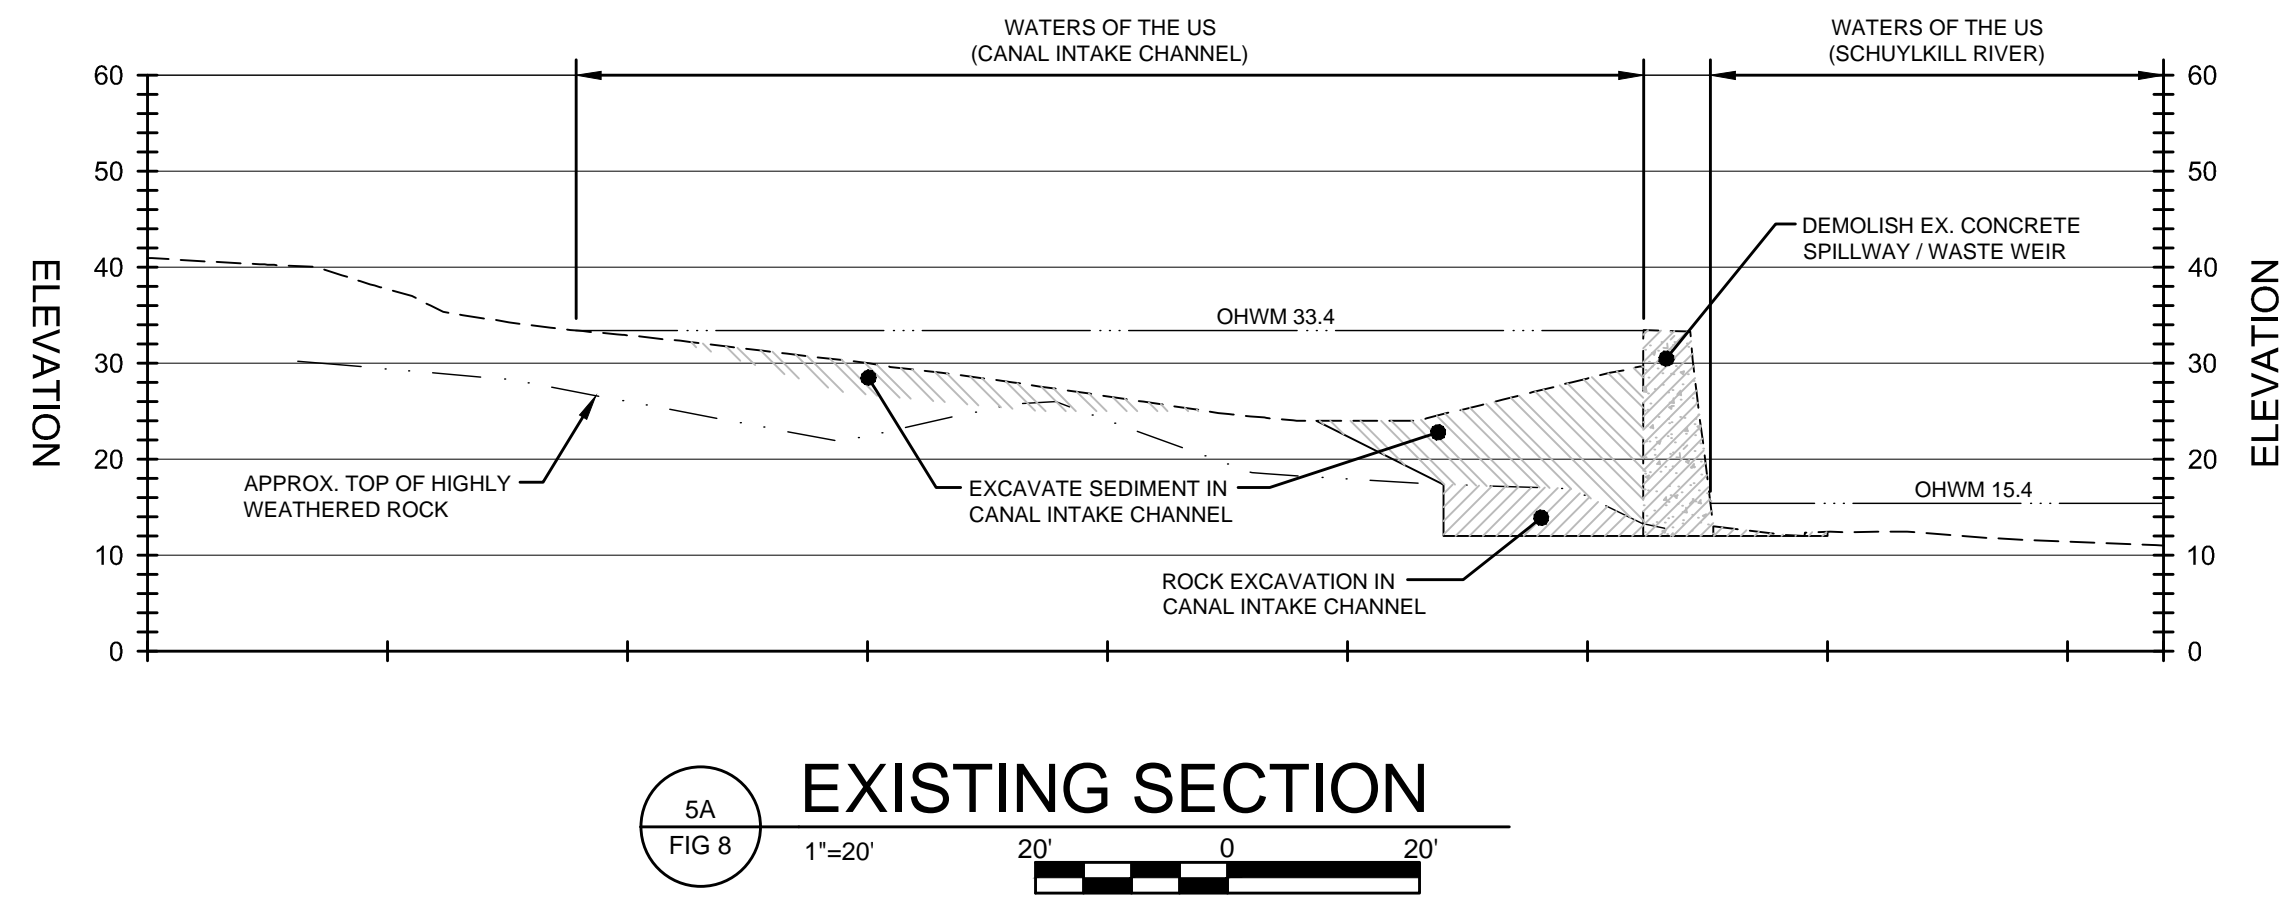 WATERS OF THE US
(CANAL INTAKE CHANNEL)
WATERS OF THE US
(SCHUYLKILL RIVER)
60
60
50
50
DEMOLISH EX. CONCRETE
SPILLWAY / WASTE WEIR
40
40
ELEVATION
ELEVATION
OHWM 33.4
30
30
20
20
APPROX. TOP OF HIGHLY
WEATHERED ROCK
EXCAVATE SEDIMENT IN
CANAL INTAKE CHANNEL
OHWM 15.4
10
10
ROCK EXCAVATION IN
CANAL INTAKE CHANNEL
0
0
5A
FIG 8
EXISTING SECTION
1"=20'
20'
0
20'